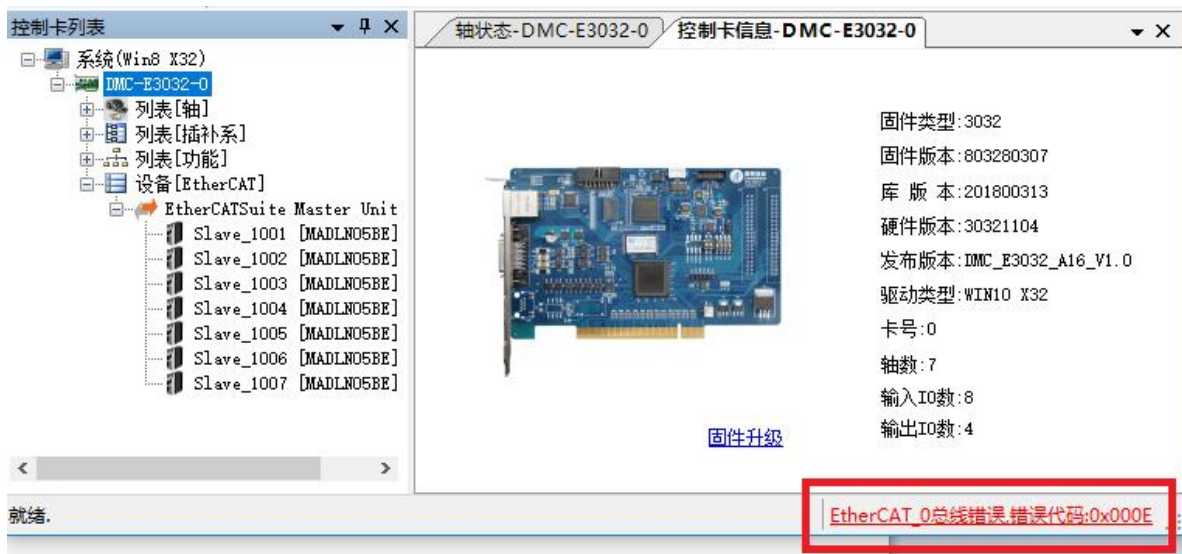 控制卡列表
系统(Win8 X32)
DMC-E3032-0
列表[轴]
列表[插补系]
列表[功能]
设备[EtherCAT]
EtherCATSuite Master Unit
Slave_1001 [MADLN05BE]
Slave_1002 [MADLN05BE]
Slave_1003 [MADLN05BE]
Slave_1004 [MADLN05BE]
Slave_1005 [MADLN05BE]
Slave_1006 [MADLN05BE]
Slave_1007 [MADLN05BE]
轴状态-DMC-E3032-0
控制卡信息-DMC-E3032-0
固件类型:3032
固件版本:803280307
库 版 本:201800313
硬件版本:30321104
发布版本:DMC_E3032_A16_V1.0
驱动类型:WIN10 X32
卡号:0
轴数:7
输入IO数:8
输出IO数:4
固件升级
就绪.
EtherCAT_0总线错误,错误代码:0x000E